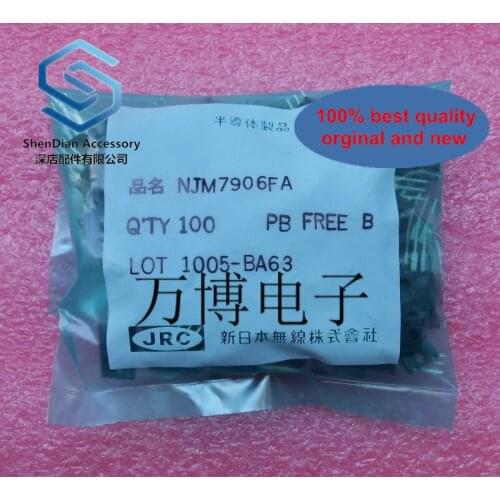 ShenDian Accessory
深店配件有限公司
100% best quality
orginal and new
半導体製品
品名 NJM7906FA
Q'TY 100 PB FREE B
LOT 1005-BA63
万博电子
JRC 新日本無線株式會社